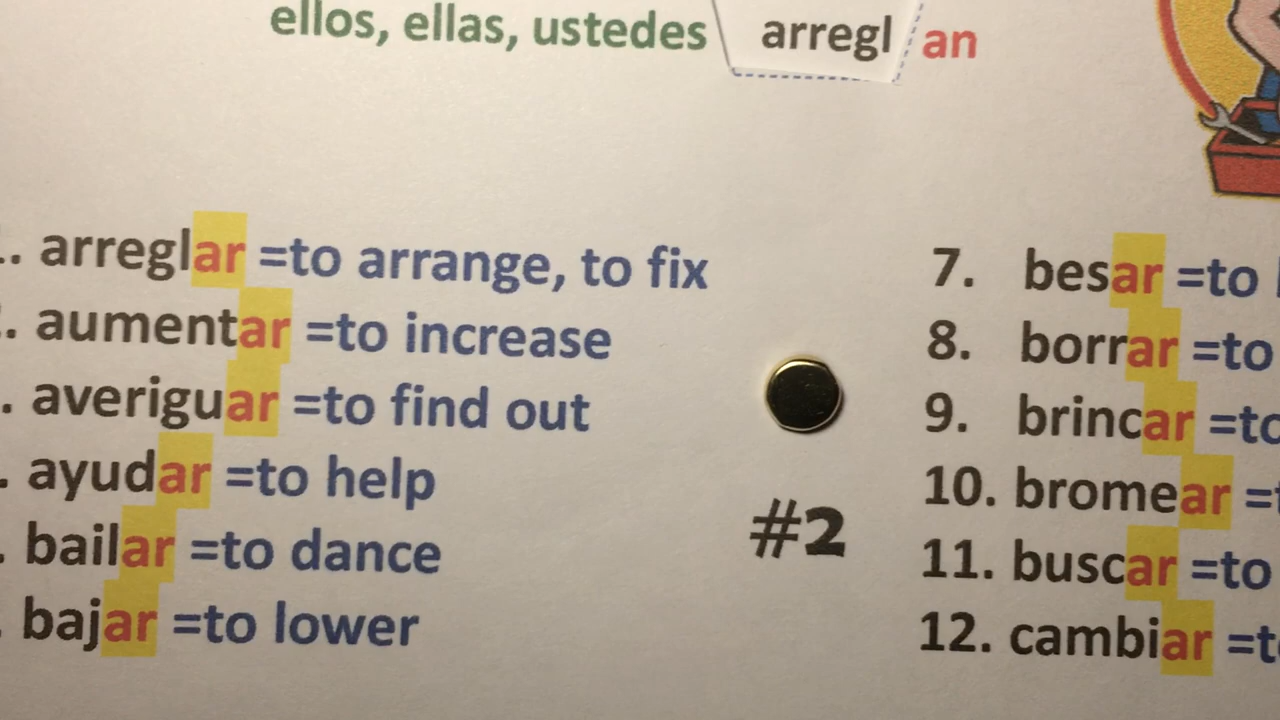 ellos, ellas, ustedes arregl an
. arreglar =to arrange, to fix
. aumentar =to increase
. averiguar =to find out
. ayudar =to help
. bailar =to dance
. bajar =to lower
#2
7. besar =to
8. borrar =to
9. brincar =to
10. bromear =
11. buscar =to
12. cambiar =t